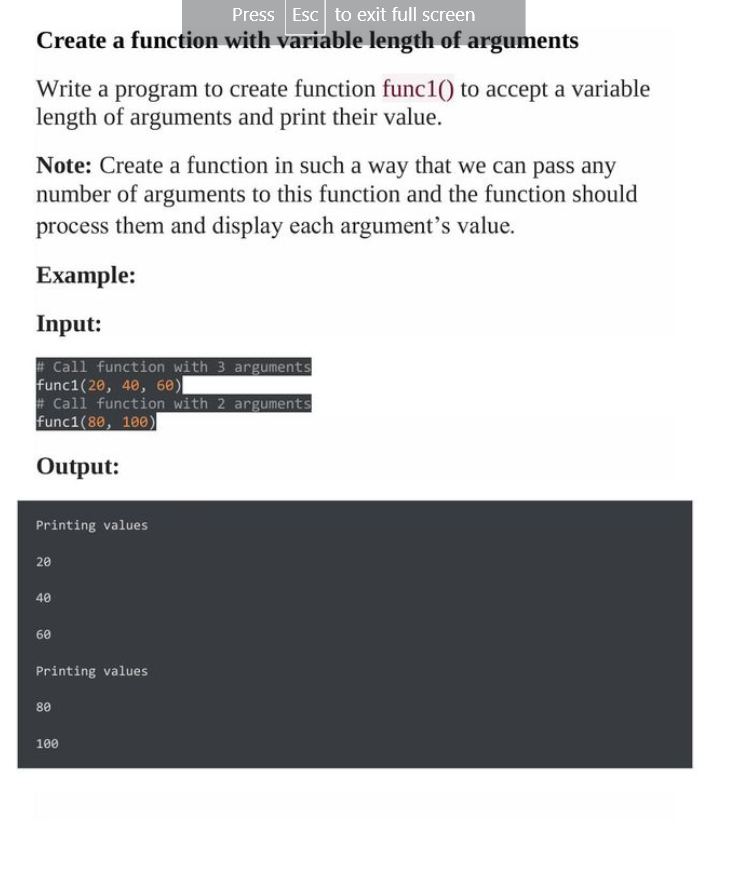 Press Esc to exit full screen
Create a function with variable length of arguments
Write a program to create function func1() to accept a variable
length of arguments and print their value.
Note: Create a function in such a way that we can pass any
number of arguments to this function and the function should
process them and display each argument’s value.
Example:
Input:
# Call function with 3 arguments
func1(20, 40, 60)
# Call function with 2 arguments
func1(80, 100)
Output:
Printing values
20
40
60
Printing values
80
100